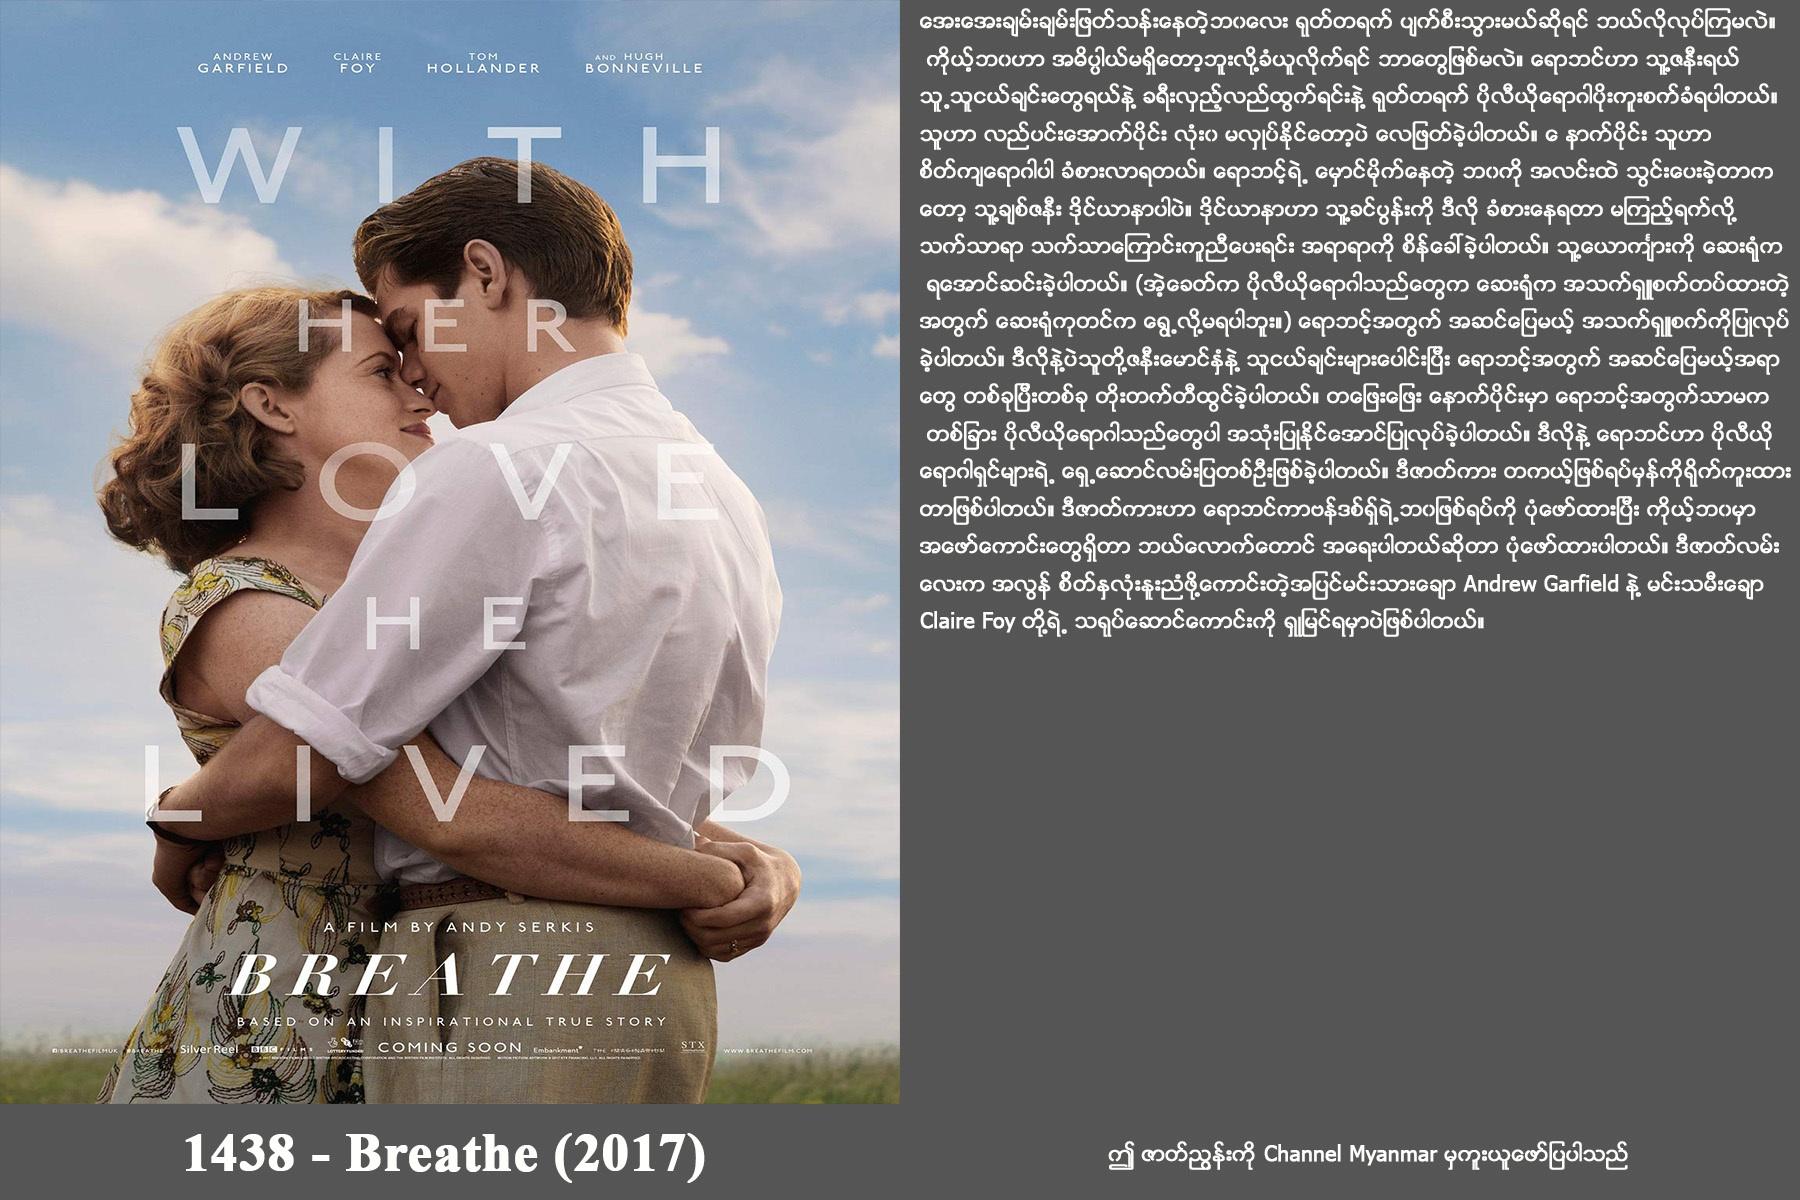 ANDREW GARFIELD
CLAIRE FOY
TOM HOLLANDER
AND HUGH BONNEVILLE
WITH
HER
LOVE
HE
LIVED
A FILM BY ANDY SERKIS
BREATHE
BASED ON AN INSPIRATIONAL TRUE STORY
/BREATHEFILMUK #BREATHE Silver Reel BBC FILMS COMING SOON Embankment THE IMAGINARIUM STX WWW.BREATHEFILM.COM
1438 - Breathe (2017)
အေးအေးချမ်းချမ်းဖြတ်သန်းနေတဲ့ဘဝလေး ရုတ်တရက် ပျက်စီးသွားမယ်ဆိုရင် ဘယ်လိုလုပ်ကြမလဲ။
ကိုယ့်ဘဝဟာ အဓိပ္ပါယ်မရှိတော့ဘူးလို့ခံယူလိုက်ရင် ဘာတွေဖြစ်မလဲ။ ရောဘင်ဟာ သူ့ဇနီးရယ်
သူ့သူငယ်ချင်းတွေရယ်နဲ့ ခရီးလှည့်လည်ထွက်ရင်းနဲ့ ရုတ်တရက် ပိုလီယိုရောဂါပိုးကူးစက်ခံရပါတယ်။
သူဟာ လည်ပင်းအောက်ပိုင်း လုံးဝ မလှုပ်နိုင်တော့ပဲ လေဖြတ်ခဲ့ပါတယ်။ ေ နာက်ပိုင်း သူဟာ
စိတ်ကျရောဂါပါ ခံစားလာရတယ်။ ရောဘင့်ရဲ့ မှောင်မိုက်နေတဲ့ ဘဝကို အလင်းထဲ သွင်းပေးခဲ့တာက
တော့ သူ့ချစ်ဇနီး ဒိုင်ယာနာပါပဲ။ ဒိုင်ယာနာဟာ သူ့ခင်ပွန်းကို ဒီလို ခံစားနေရတာ မကြည့်ရက်လို့
သက်သာရာ သက်သာကြောင်းကူညီပေးရင်း အရာရာကို စိန်ခေါ်ခဲ့ပါတယ်။ သူ့ယောင်္ကျားကို ဆေးရုံက
ရအောင်ဆင်းခဲ့ပါတယ်။ (အဲ့ခေတ်က ပိုလီယိုရောဂါသည်တွေက ဆေးရုံက အသက်ရှူစက်တပ်ထားတဲ့
အတွက် ဆေးရုံကုတင်က ရွေ့လို့မရပါဘူး။) ရောဘင့်အတွက် အဆင်ပြေမယ့် အသက်ရှူစက်ကိုပြုလုပ်
ခဲ့ပါတယ်။ ဒီလိုနဲ့ပဲသူတို့ဇနီးမောင်နှံနဲ့ သူငယ်ချင်းများပေါင်းပြီး ရောဘင့်အတွက် အဆင်ပြေမယ့်အရာ
တွေ တစ်ခုပြီးတစ်ခု တိုးတက်တီထွင်ခဲ့ပါတယ်။ တဖြေးဖြေး နောက်ပိုင်းမှာ ရောဘင့်အတွက်သာမက
တစ်ခြား ပိုလီယိုရောဂါသည်တွေပါ အသုံးပြုနိုင်အောင်ပြုလုပ်ခဲ့ပါတယ်။ ဒီလိုနဲ့ ရောဘင်ဟာ ပိုလီယို
ရောဂါရှင်များရဲ့ ရှေ့ဆောင်လမ်းပြတစ်ဦးဖြစ်ခဲ့ပါတယ်။ ဒီဇာတ်ကား တကယ့်ဖြစ်ရပ်မှန်ကိုရိုက်ကူးထား
တာဖြစ်ပါတယ်။ ဒီဇာတ်ကားဟာ ရောဘင်ကာဗန်ဒစ်ရှ်ရဲ့ဘဝဖြစ်ရပ်ကို ပုံဖော်ထားပြီး ကိုယ့်ဘဝမှာ
အဖော်ကောင်းတွေရှိတာ ဘယ်လောက်တောင် အရေးပါတယ်ဆိုတာ ပုံဖော်ထားပါတယ်။ ဒီဇာတ်လမ်း
လေးက အလွန် စိတ်နှလုံးနူးညံ့ဖို့ကောင်းတဲ့အပြင်မင်းသားချော Andrew Garfield နဲ့ မင်းသမီးချော
Claire Foy တို့ရဲ့ သရုပ်ဆောင်ကောင်းကို ရှုမြင်ရမှာပဲဖြစ်ပါတယ်။
ဤ ဇာတ်ညွှန်းကို Channel Myanmar မှကူးယူဖော်ပြပါသည်